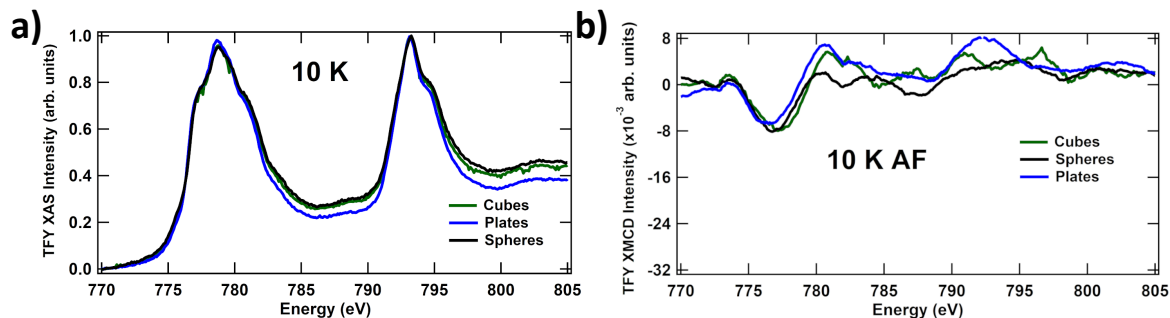 a)
TFY XAS Intensity (arb. units)
1.0
0.8
0.6
0.4
0.2
0.0
10 K
Cubes
Plates
Spheres
770 775 780 785 790 795 800 805
Energy (eV)
b)
TFY XMCD Intensity (x10⁻³ arb. units)
8
0
-8
-16
-24
-32
10 K AF
Cubes
Spheres
Plates
770 775 780 785 790 795 800 805
Energy (eV)